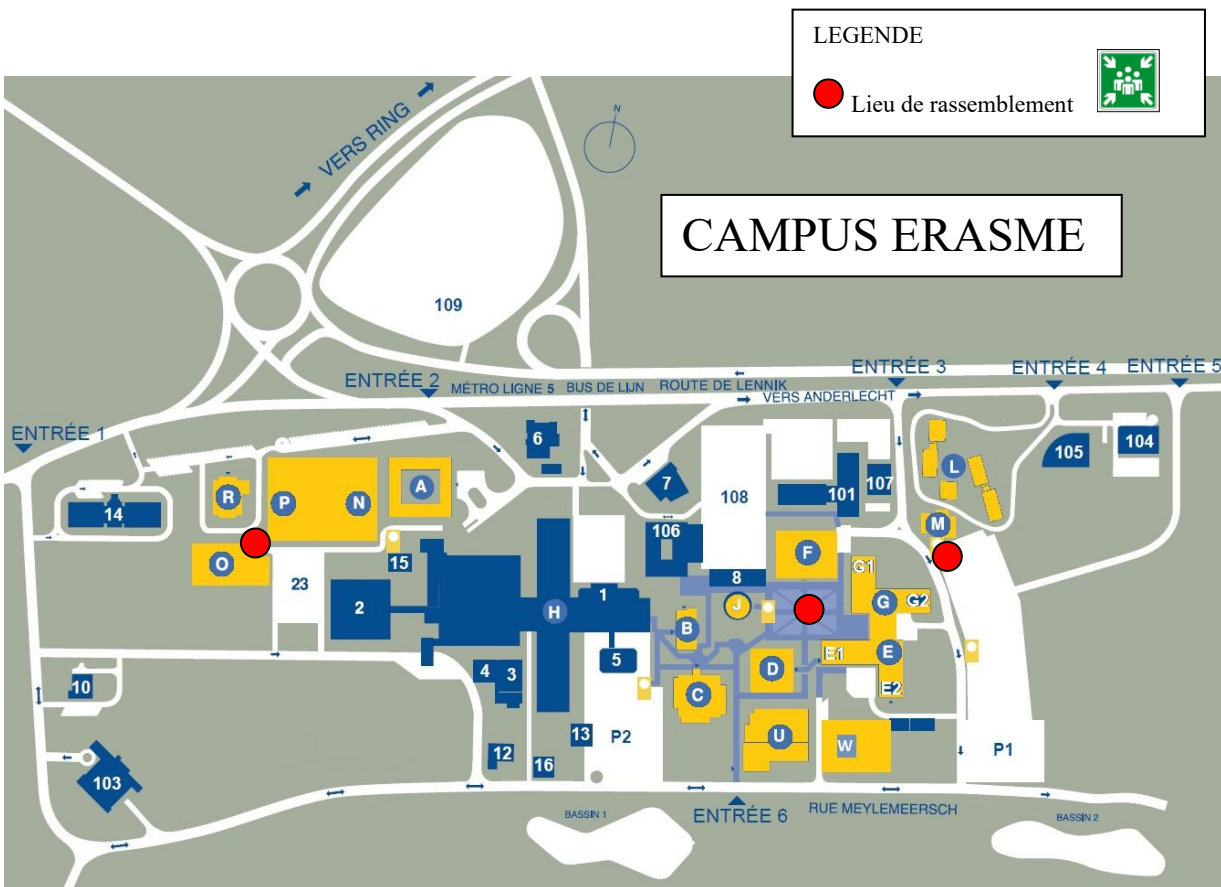 LEGENDE
Lieu de rassemblement
CAMPUS ERASME
N
VERS RING
109
ENTRÉE 1
ENTRÉE 2
MÉTRO LIGNE 5 BUS DE LIJN ROUTE DE LENNIK
VERS ANDERLECHT
ENTRÉE 3
ENTRÉE 4
ENTRÉE 5
6
7
108
101
107
L
105
104
R
P
N
A
14
M
106
F
O
23
15
8
G1
G
G2
2
H
1
J
B
E1
E
E2
5
D
4
3
C
10
13
P2
U
W
P1
12
16
103
ENTRÉE 6
RUE MEYLEMEERSCH
BASSIN 1
BASSIN 2